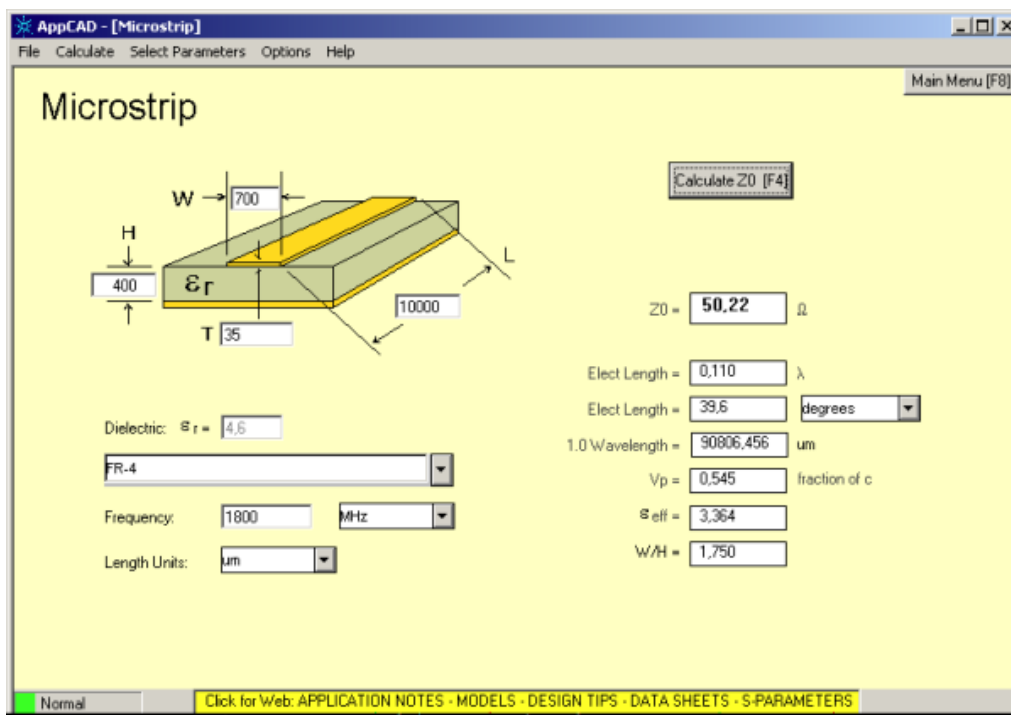 AppCAD - [Microstrip]
File Calculate Select Parameters Options Help
Main Menu [F8]
Microstrip
Calculate Z0 [F4]
W 700
H
L
400
εr
10000
T 35
Z0 = 50,22 Ω
Elect Length = 0,110 λ
Elect Length = 39,6 degrees
1.0 Wavelength = 90806,456 um
Vp = 0,545 fraction of c
εeff = 3,364
W/H = 1,750
Dielectric: εr = 4,6
FR-4
Frequency: 1800 MHz
Length Units: um
Normal
Click for Web: APPLICATION NOTES - MODELS - DESIGN TIPS - DATA SHEETS - S-PARAMETERS